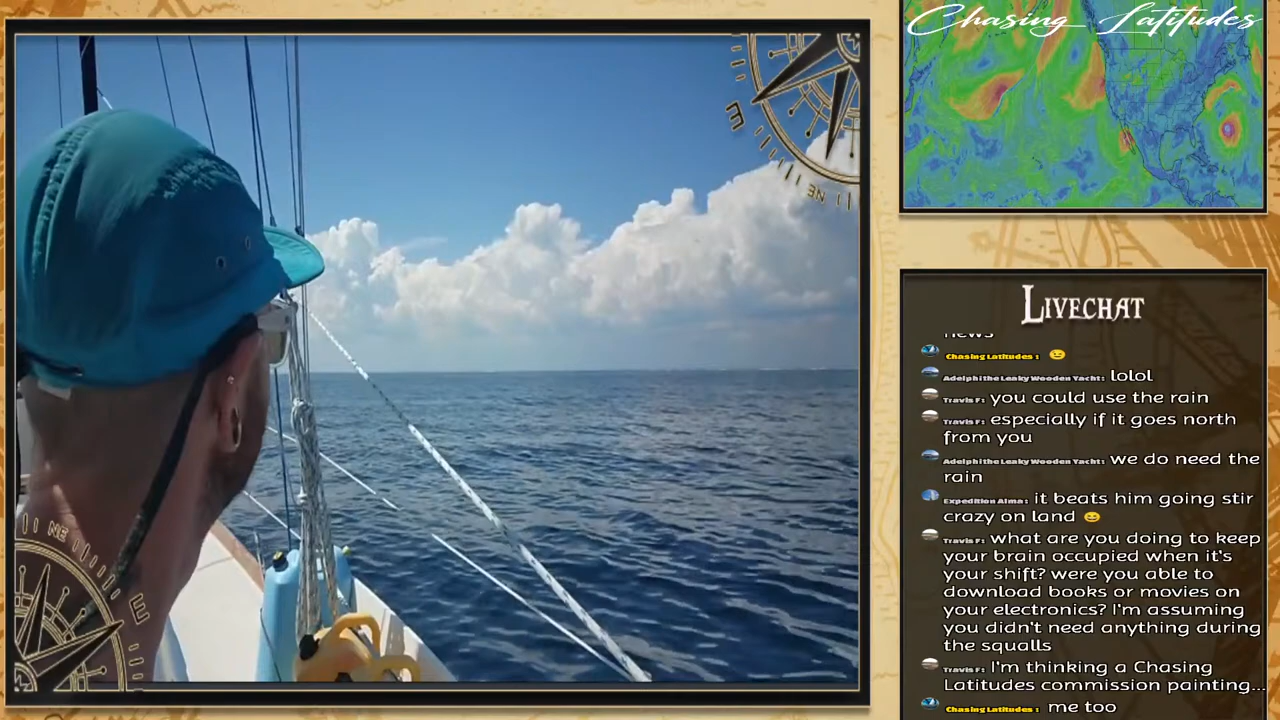 Chasing Latitudes
E
NE
Livechat
news
Chasing Latitudes : 😉
Adelphi the Leaky Wooden Yacht : lolol
Travis F : you could use the rain
Travis F : especially if it goes north
from you
Adelphi the Leaky Wooden Yacht : we do need the
rain
Expedition Alma : it beats him going stir
crazy on land 😄
Travis F : what are you doing to keep
your brain occupied when it's
your shift? were you able to
download books or movies on
your electronics? I'm assuming
you didn't need anything during
the squalls
Travis F : I'm thinking a Chasing
Latitudes commission painting...
Chasing Latitudes : me too
NE
E